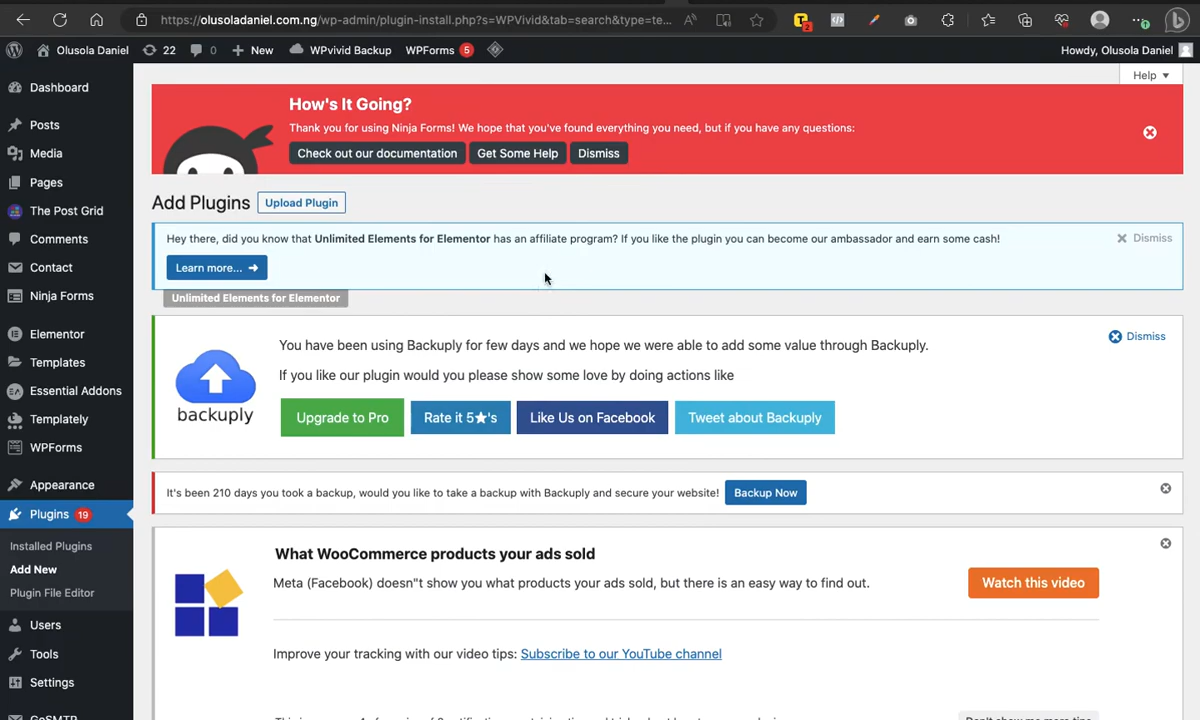 https://olusoladaniel.com.ng/wp-admin/plugin-install.php?s=WPVivid&tab=search&type=te...
2
Olusola Daniel 22 0 New WPvivid Backup WPForms 5
Howdy, Olusola Daniel
Help
Dashboard
Posts
Media
Pages
The Post Grid
Comments
Contact
Ninja Forms
Elementor
Templates
Essential Addons
Templately
WPForms
Appearance
Plugins 19
Installed Plugins
Add New
Plugin File Editor
Users
Tools
Settings
GoSMTP
How's It Going?
Thank you for using Ninja Forms! We hope that you've found everything you need, but if you have any questions:
Check out our documentation Get Some Help Dismiss
Add Plugins Upload Plugin
Hey there, did you know that Unlimited Elements for Elementor has an affiliate program? If you like the plugin you can become our ambassador and earn some cash!
Dismiss
Learn more...
Unlimited Elements for Elementor
You have been using Backuply for few days and we hope we were able to add some value through Backuply.
Dismiss
If you like our plugin would you please show some love by doing actions like
backuply
Upgrade to Pro Rate it 5★'s Like Us on Facebook Tweet about Backuply
It's been 210 days you took a backup, would you like to take a backup with Backuply and secure your website! Backup Now
What WooCommerce products your ads sold
Meta (Facebook) doesn"t show you what products your ads sold, but there is an easy way to find out.
Watch this video
Improve your tracking with our video tips: Subscribe to our YouTube channel